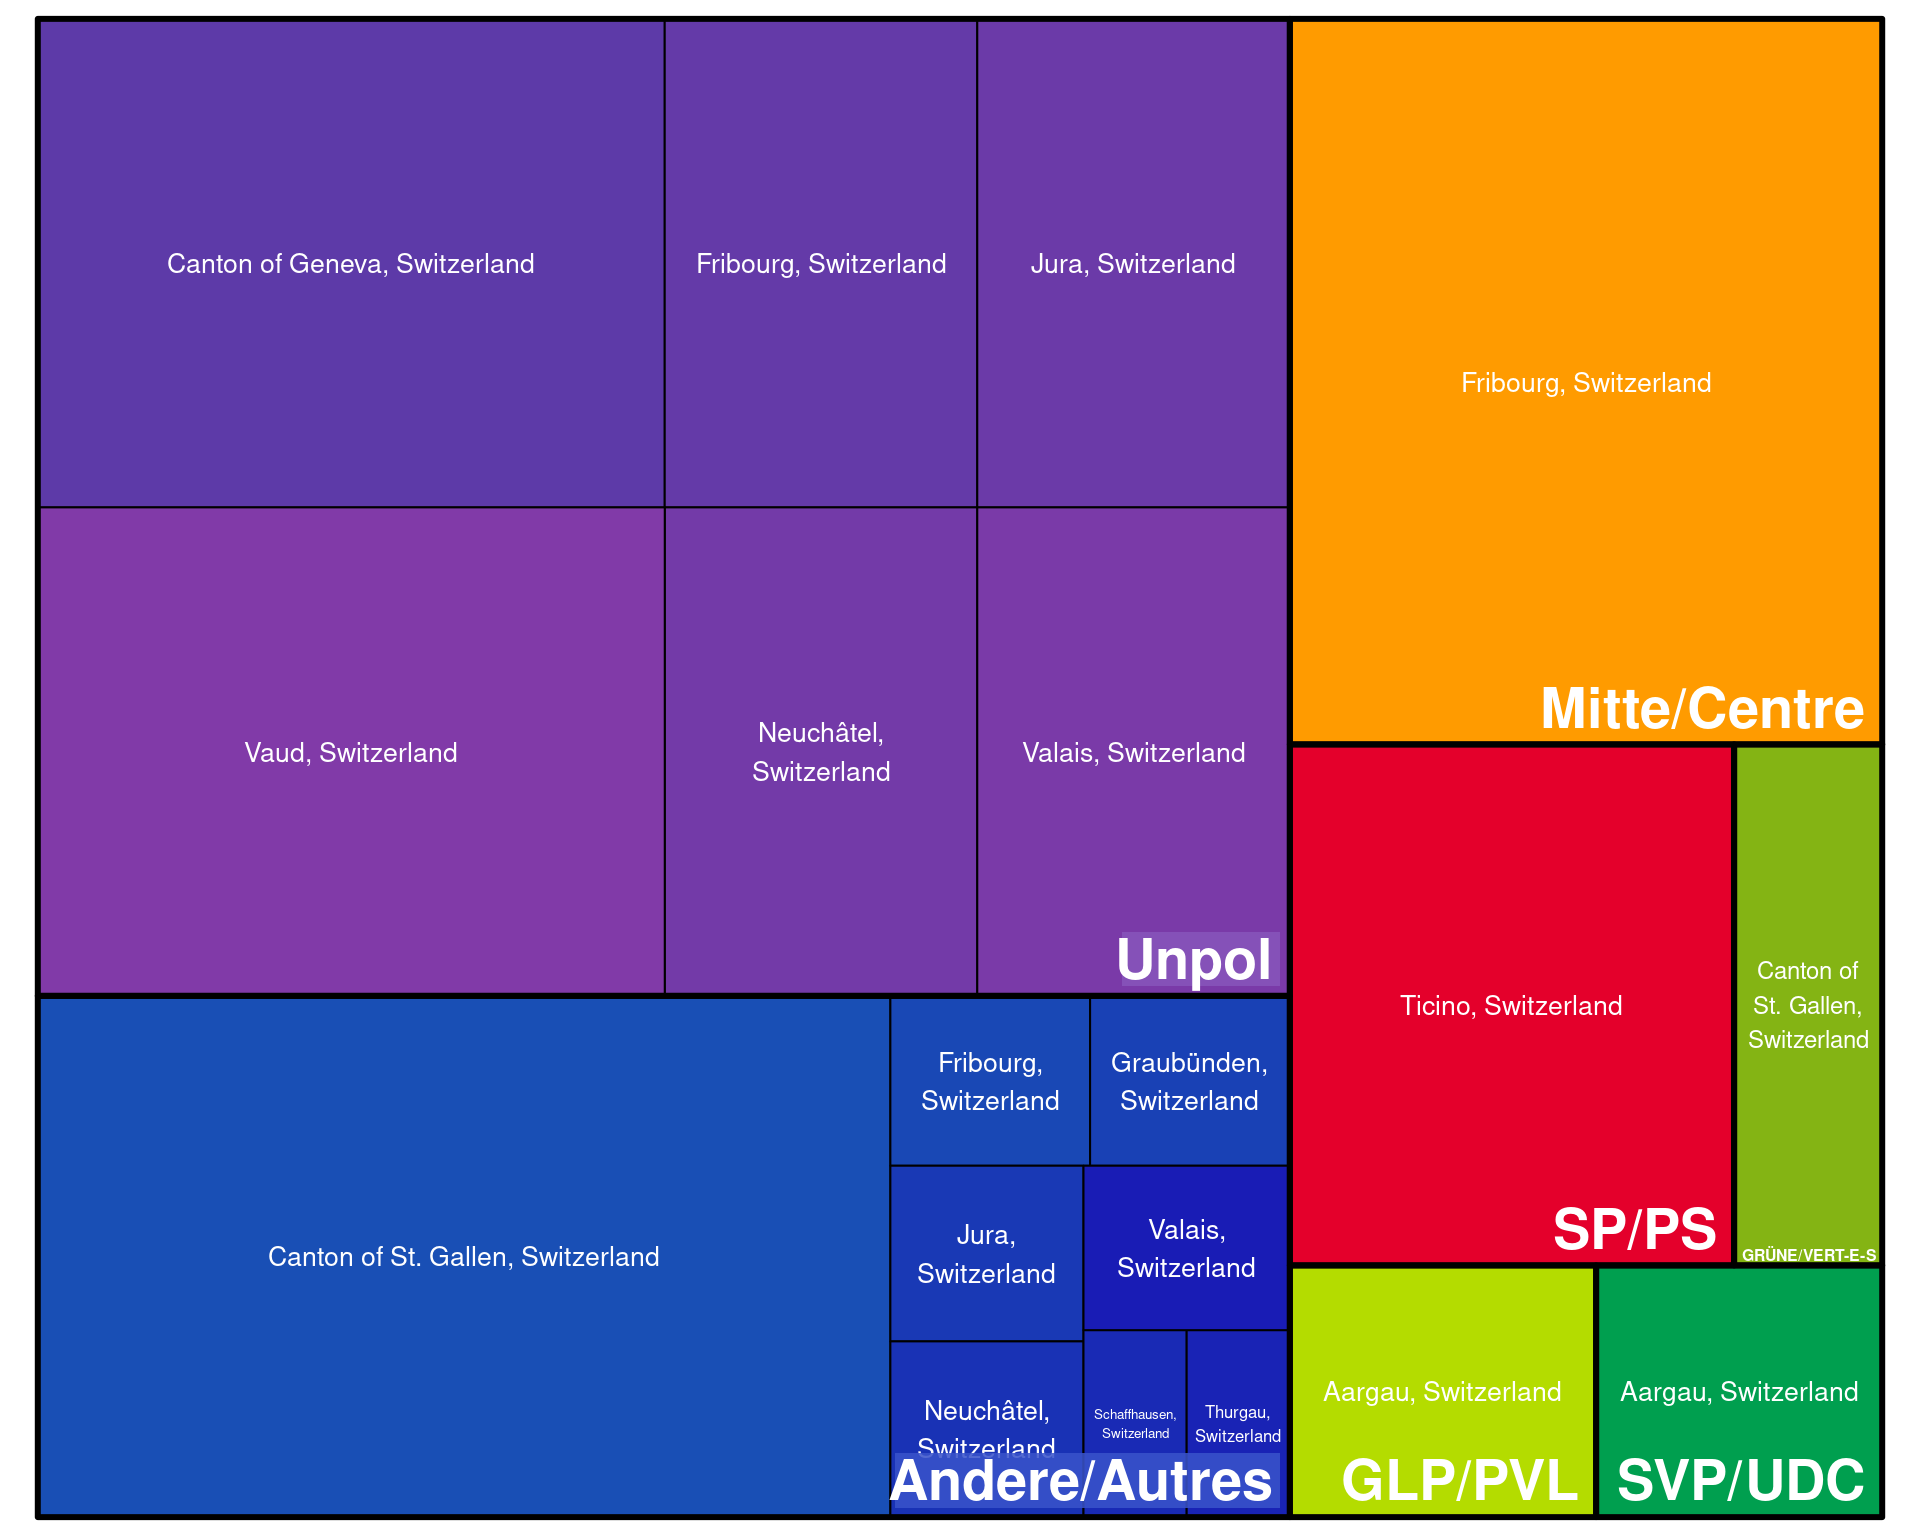 Canton of Geneva, Switzerland
Fribourg, Switzerland
Jura, Switzerland
Vaud, Switzerland
Neuchâtel,
Switzerland
Valais, Switzerland
Unpol
Fribourg, Switzerland
Mitte/Centre
Ticino, Switzerland
SP/PS
Canton of
St. Gallen,
Switzerland
GRÜNE/VERT-E-S
Canton of St. Gallen, Switzerland
Fribourg,
Switzerland
Graubünden,
Switzerland
Jura,
Switzerland
Valais,
Switzerland
Neuchâtel,
Switzerland
Schaffhausen,
Switzerland
Thurgau,
Switzerland
Andere/Autres
Aargau, Switzerland
GLP/PVL
Aargau, Switzerland
SVP/UDC